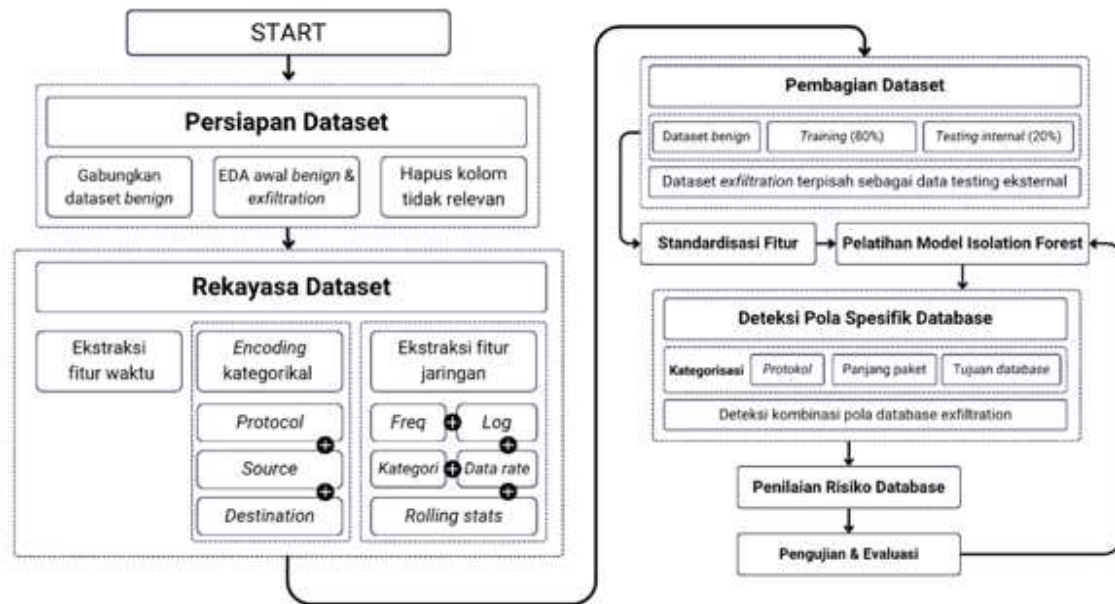 START
Persiapan Dataset
Gabungkan
dataset benign
EDA awal benign &
exfiltration
Hapus kolom
tidak relevan
Rekayasa Dataset
Ekstraksi
fitur waktu
Encoding
kategorikal
Protocol
Source
Destination
Ekstraksi fitur
jaringan
Freq
Log
Kategori
Data rate
Rolling stats
Pembagian Dataset
Dataset benign
Training (80%)
Testing internal (20%)
Dataset exfiltration terpisah sebagai data testing eksternal
Standardisasi Fitur
Pelatihan Model Isolation Forest
Deteksi Pola Spesifik Database
Kategorisasi
Protokol
Panjang paket
Tujuan database
Deteksi kombinasi pola database exfiltration
Penilaian Risiko Database
Pengujian & Evaluasi